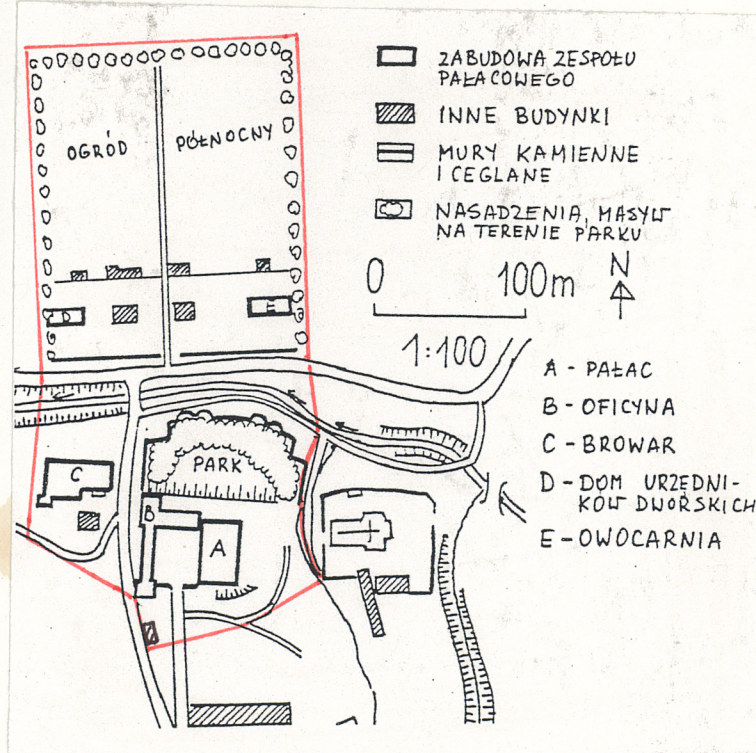 ZABUDOWA ZESPOŁU
PAŁACOWEGO
INNE BUDYNKI
MURY KAMIENNE
I CEGLANE
NASADZENIA, MASYW
NA TERENIE PARKU
0 100m N
1:100
A - PAŁAC
B - OFICYNA
C - BROWAR
D - DOM URZĘDNI-
KÓW DWORSKICH
E - OWOCARNIA
OGRÓD PÓŁNOCNY
D E
PARK
C
B
A